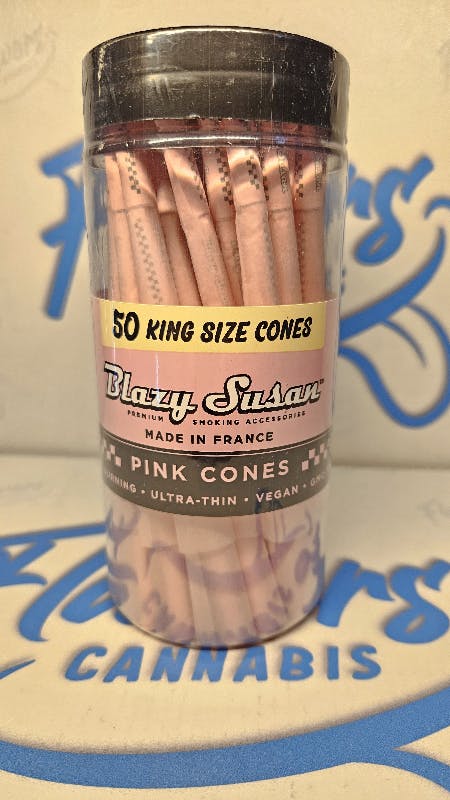 50 KING SIZE CONES
Blazy Susan
PREMIUM SMOKING ACCESSORIES
MADE IN FRANCE
PINK CONES
• ULTRA-THIN • VEGAN •
CANNABIS